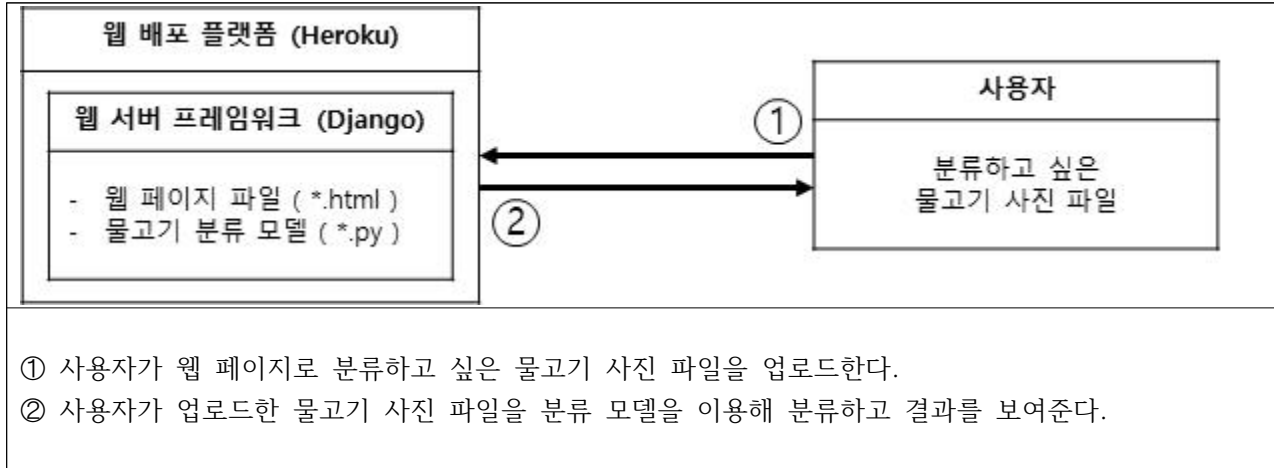 웹 배포 플랫폼 (Heroku)
웹 서버 프레임워크 (Django)
- 웹 페이지 파일 ( *.html )
- 물고기 분류 모델 ( *.py )
①
②
사용자
분류하고 싶은
물고기 사진 파일
① 사용자가 웹 페이지로 분류하고 싶은 물고기 사진 파일을 업로드한다.
② 사용자가 업로드한 물고기 사진 파일을 분류 모델을 이용해 분류하고 결과를 보여준다.